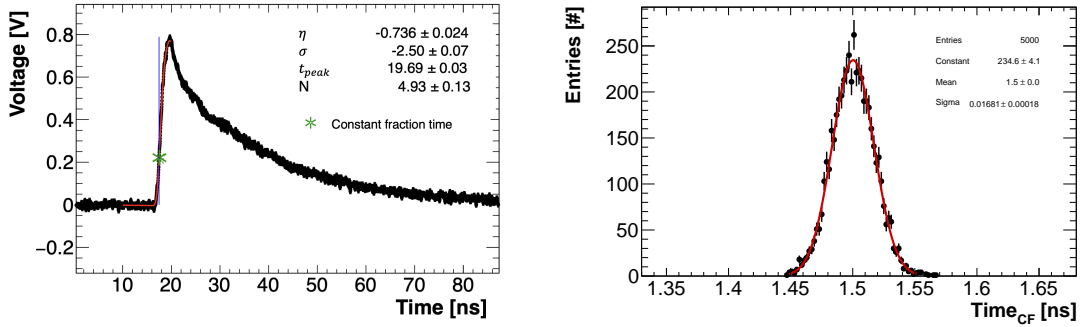 Voltage [V]
0.8
0.6
0.4
0.2
0
−0.2
10 20 30 40 50 60 70 80
Time [ns]
η -0.736 ± 0.024
σ -2.50 ± 0.07
t_peak 19.69 ± 0.03
N 4.93 ± 0.13
Constant fraction time
Entries [#]
250
200
150
100
50
0
1.35 1.4 1.45 1.5 1.55 1.6 1.65
Time_CF [ns]
Entries 5000
Constant 234.6 ± 4.1
Mean 1.5 ± 0.0
Sigma 0.01681 ± 0.00018